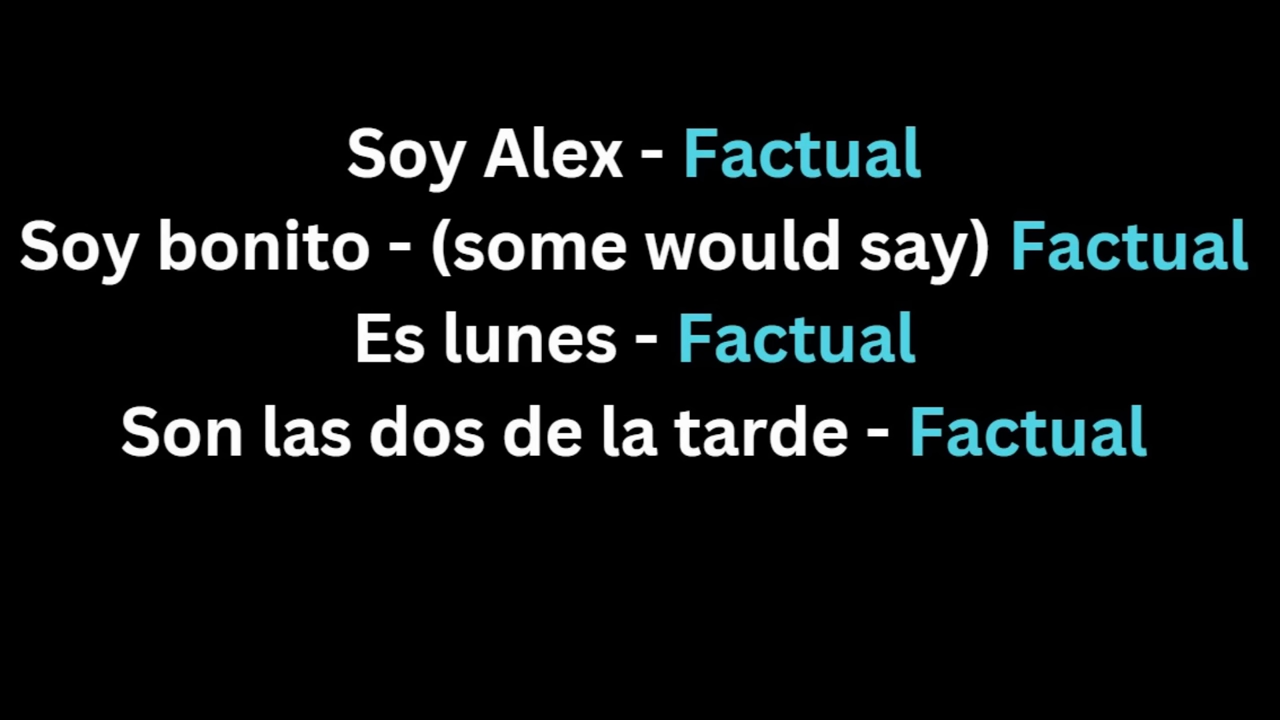 Soy Alex - Factual
Soy bonito - (some would say) Factual
Es lunes - Factual
Son las dos de la tarde - Factual